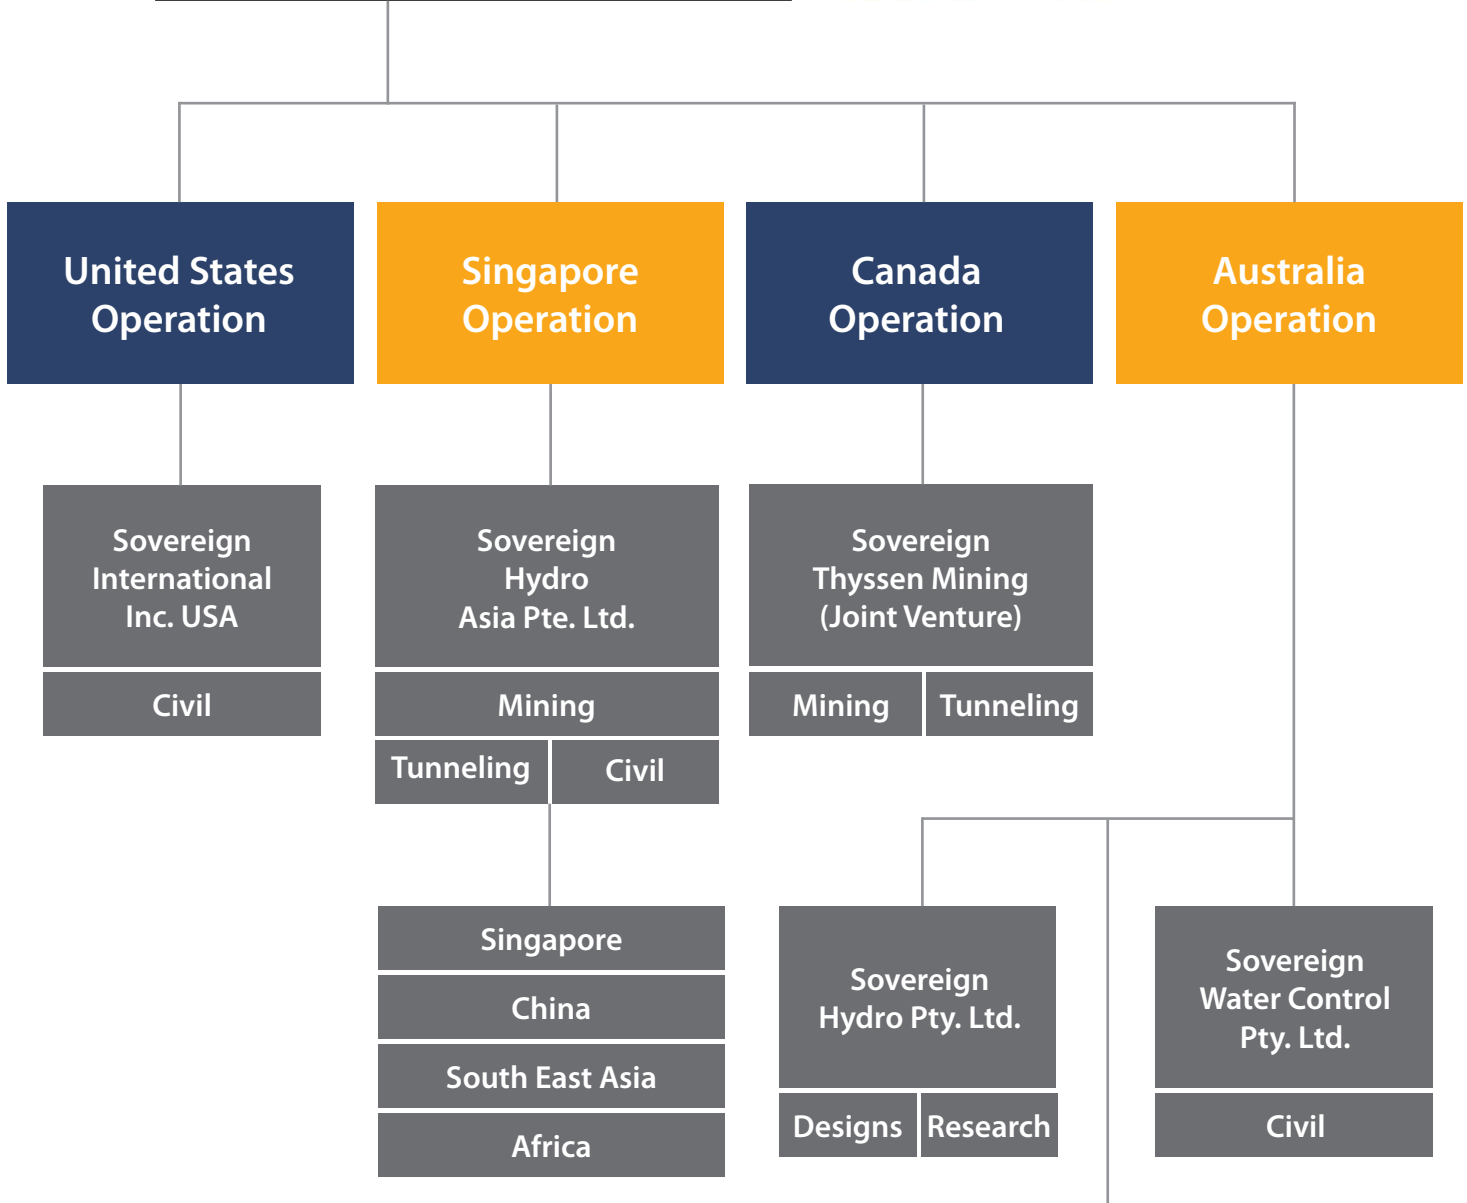 United States
Operation
Singapore
Operation
Canada
Operation
Australia
Operation
Sovereign
International
Inc. USA
Civil
Sovereign
Hydro
Asia Pte. Ltd.
Mining
Tunneling
Civil
Sovereign
Thyssen Mining
(Joint Venture)
Mining
Tunneling
Singapore
China
South East Asia
Africa
Sovereign
Hydro Pty. Ltd.
Designs
Research
Sovereign
Water Control
Pty. Ltd.
Civil